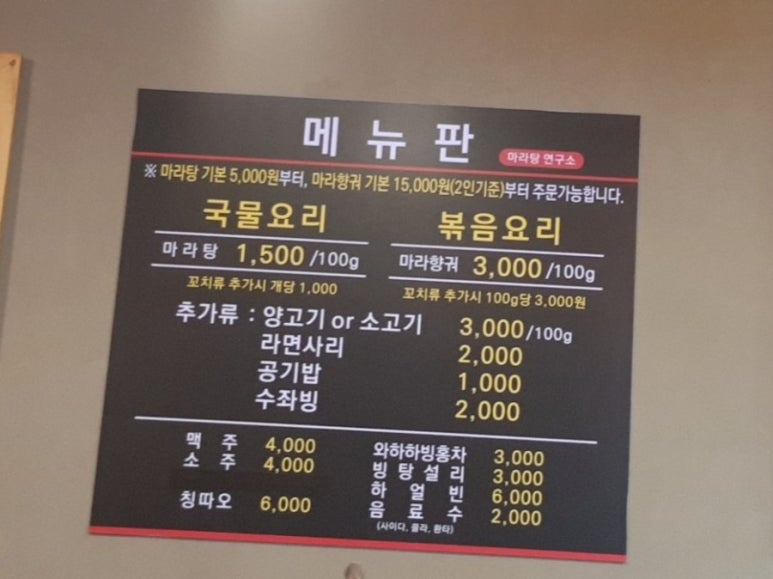 메뉴판 마라탕 연구소
※ 마라탕 기본 5,000원부터, 마라향궈 기본 15,000원(2인기준)부터 주문가능합니다.
국물요리
마라탕 1,500/100g
꼬치류 추가시 개당 1,000
볶음요리
마라향궈 3,000/100g
꼬치류 추가시 100g당 3,000원
추가류 : 양고기 or 소고기 3,000/100g
라면사리 2,000
공기밥 1,000
수좌빙 2,000
맥주 4,000
소주 4,000
칭따오 6,000
와하하빙홍차 3,000
빙탕설리 3,000
하얼빈 6,000
음료수 2,000
(사이다, 콜라, 환타)